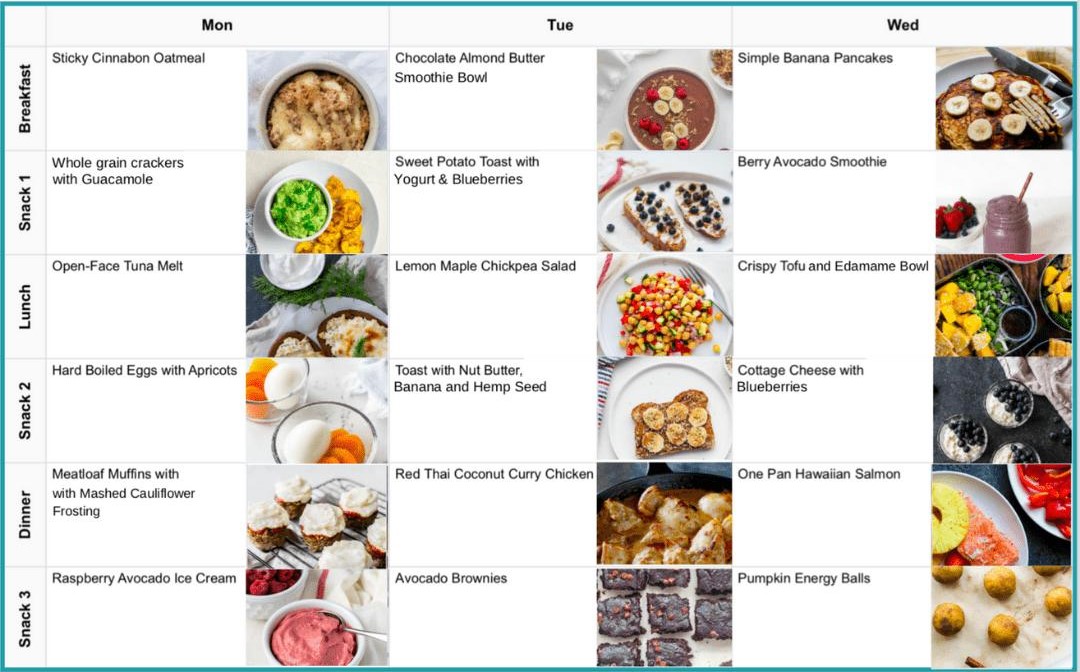 Mon
Tue
Wed
Breakfast
Sticky Cinnabon Oatmeal
Chocolate Almond Butter
Smoothie Bowl
Simple Banana Pancakes
Snack 1
Whole grain crackers
with Guacamole
Sweet Potato Toast with
Yogurt & Blueberries
Berry Avocado Smoothie
Lunch
Open-Face Tuna Melt
Lemon Maple Chickpea Salad
Crispy Tofu and Edamame Bowl
Snack 2
Hard Boiled Eggs with Apricots
Toast with Nut Butter,
Banana and Hemp Seed
Cottage Cheese with
Blueberries
Dinner
Meatloaf Muffins with
with Mashed Cauliflower
Frosting
Red Thai Coconut Curry Chicken
One Pan Hawaiian Salmon
Snack 3
Raspberry Avocado Ice Cream
Avocado Brownies
Pumpkin Energy Balls